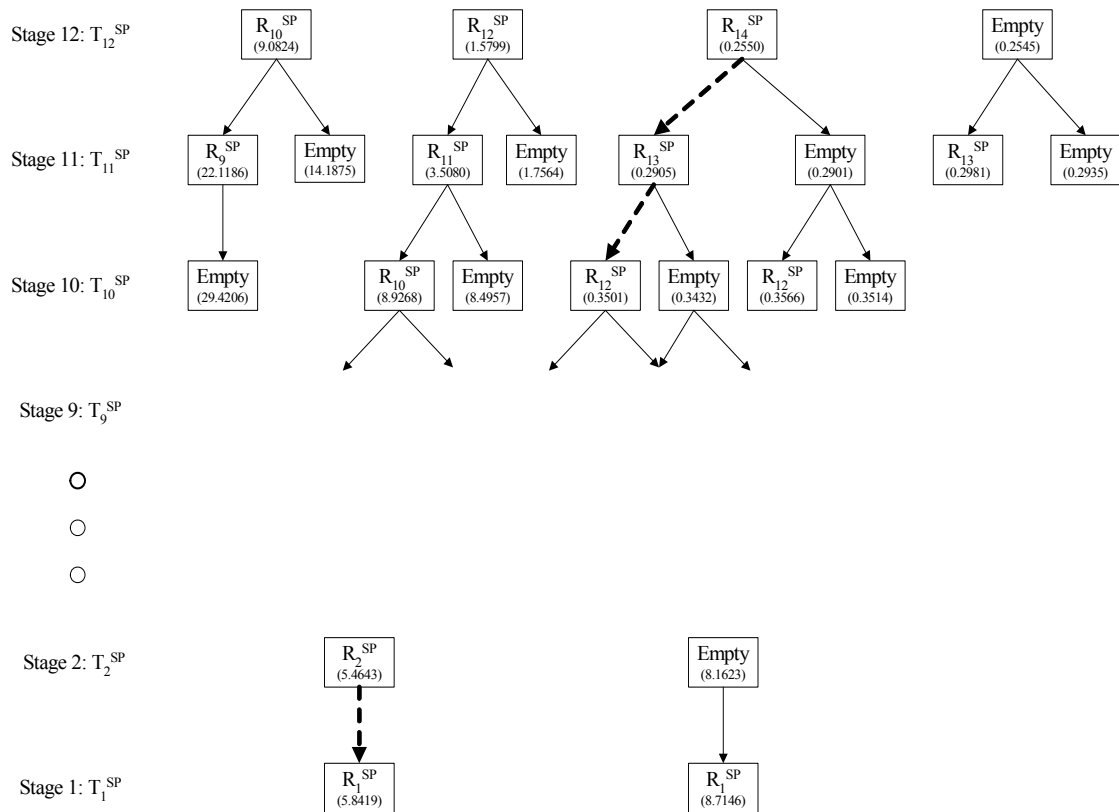 Stage 12: T₁₂ˢᴾ
R₁₀ˢᴾ
(9.0824)
R₁₂ˢᴾ
(1.5799)
R₁₄ˢᴾ
(0.2550)
Empty
(0.2545)
Stage 11: T₁₁ˢᴾ
R₉ˢᴾ
(22.1186)
Empty
(14.1875)
R₁₁ˢᴾ
(3.5080)
Empty
(1.7564)
R₁₃ˢᴾ
(0.2905)
Empty
(0.2901)
R₁₃ˢᴾ
(0.2981)
Empty
(0.2935)
Stage 10: T₁₀ˢᴾ
Empty
(29.4206)
R₁₀ˢᴾ
(8.9268)
Empty
(8.4957)
R₁₂ˢᴾ
(0.3501)
Empty
(0.3432)
R₁₂ˢᴾ
(0.3566)
Empty
(0.3514)
Stage 9: T₉ˢᴾ
Stage 2: T₂ˢᴾ
R₂ˢᴾ
(5.4643)
Empty
(8.1623)
Stage 1: T₁ˢᴾ
R₁ˢᴾ
(5.8419)
R₁ˢᴾ
(8.7146)